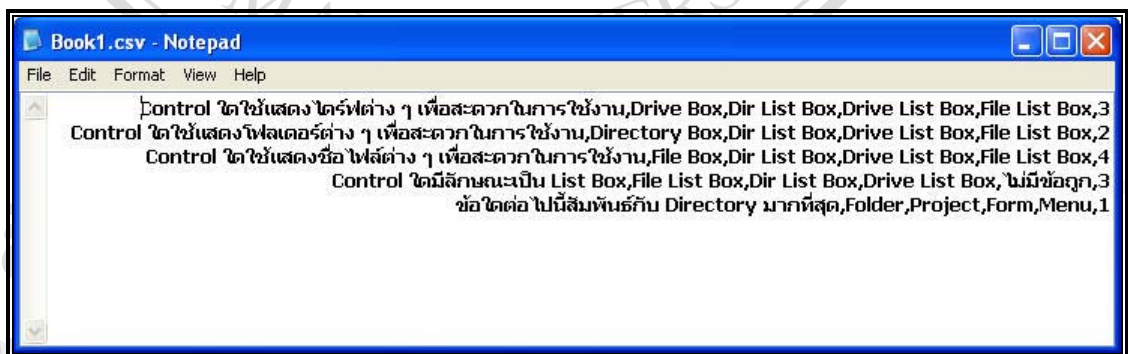 Book1.csv - Notepad
File Edit Format View Help
Control ใดใช้แสดงไดร์ฟต่าง ๆ เพื่อสะดวกในการใช้งาน,Drive Box,Dir List Box,Drive List Box,File List Box,3
Control ใดใช้แสดงโฟลเดอร์ต่าง ๆ เพื่อสะดวกในการใช้งาน,Directory Box,Dir List Box,Drive List Box,File List Box,2
Control ใดใช้แสดงชื่อไฟล์ต่าง ๆ เพื่อสะดวกในการใช้งาน,File Box,Dir List Box,Drive List Box,File List Box,4
Control ใดมีลักษณะเป็น List Box,File List Box,Dir List Box,Drive List Box,ไม่มีข้อถูก,3
ข้อใดต่อไปนี้สัมพันธ์กับ Directory มากที่สุด,Folder,Project,Form,Menu,1